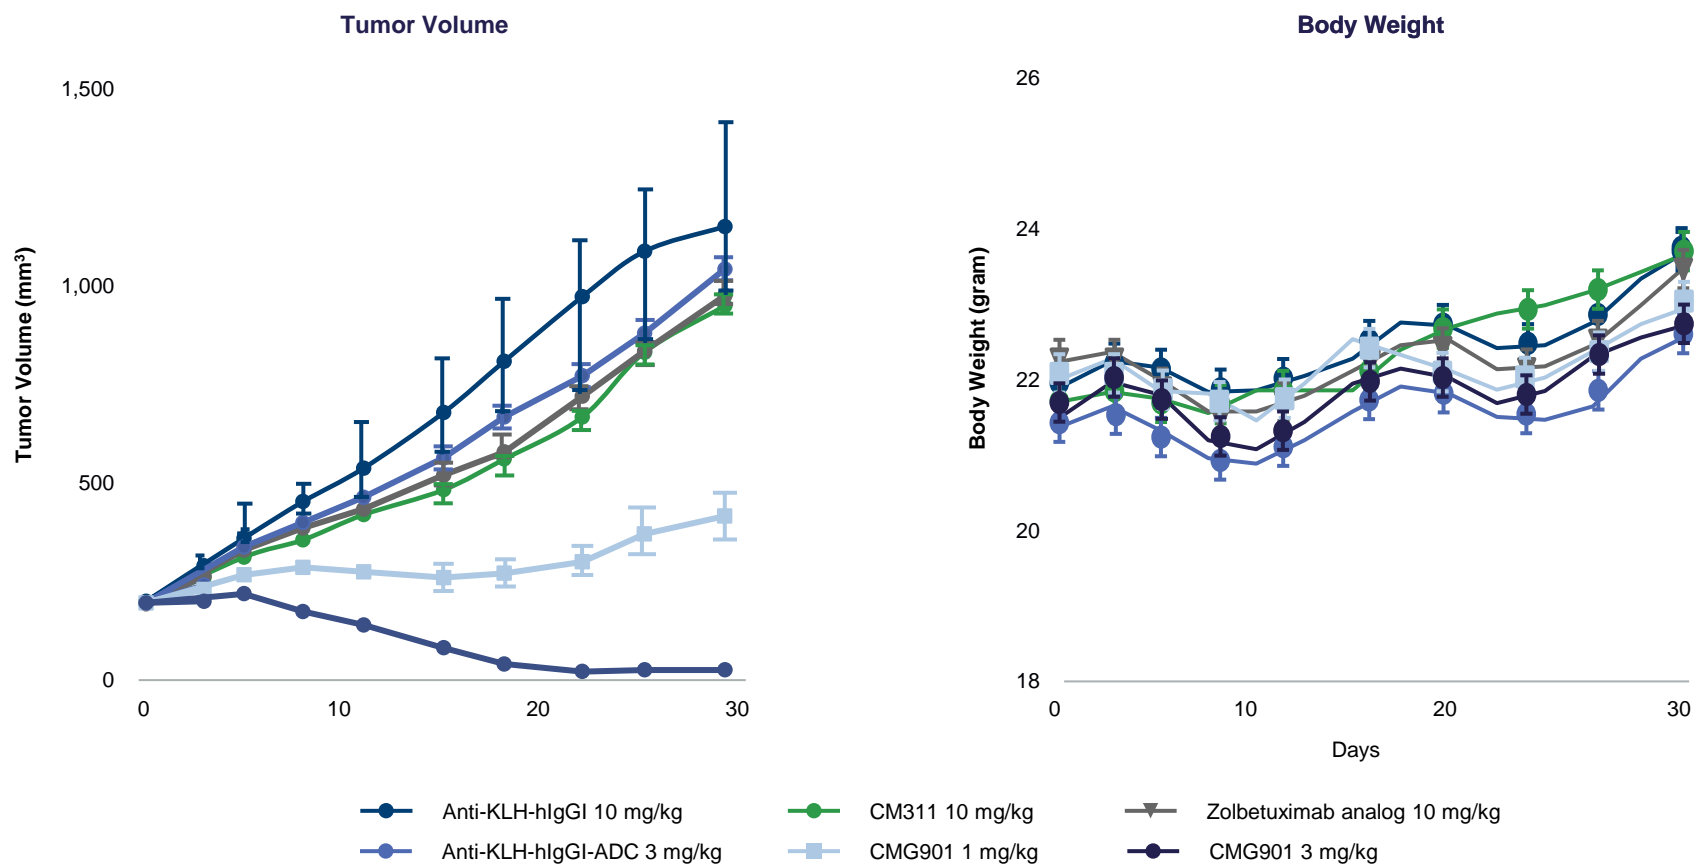 Tumor Volume
Tumor Volume (mm³)
1,500
1,000
500
0
0 10 20 30
Body Weight
Body Weight (gram)
26
24
22
20
18
0 10 20 30
Days
Anti-KLH-hIgGI 10 mg/kg
CM311 10 mg/kg
Zolbetuximab analog 10 mg/kg
Anti-KLH-hIgGI-ADC 3 mg/kg
CMG901 1 mg/kg
CMG901 3 mg/kg